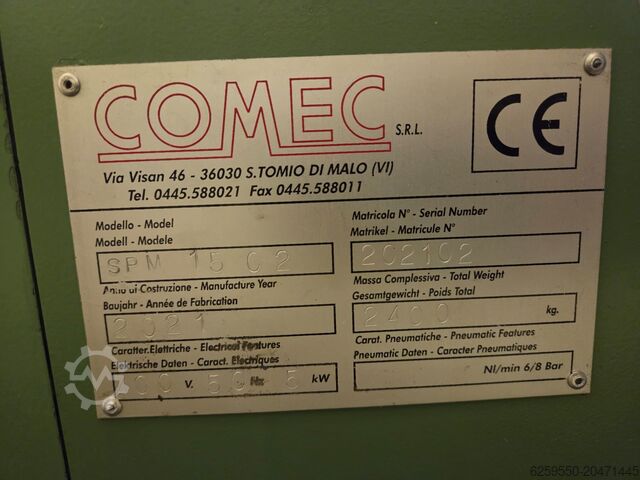 COMEC S.R.L.
CE
Via Visan 46 - 36030 S.TOMIO DI MALO (VI)
Tel. 0445.588021 Fax 0445.588011
Modello - Model
Modell - Modele
SPM 1502
Anno di Costruzione - Manufacture Year
Baujahr - Année de Fabrication
2021
Caratter.Elettriche - Electrical Features
Elektrische Daten - Caract. Electriques
V. 50 Hz 5 kW
Matricola N° - Serial Number
Matrikel - Matricule N°
202102
Massa Complessiva - Total Weight
Gesamtgewicht - Poids Total
2400 kg.
Carat. Pneumatiche - Pneumatic Features
Pneumatic Daten - Caracter Pneumatiques
Nl/min 6/8 Bar
6259550-20471445